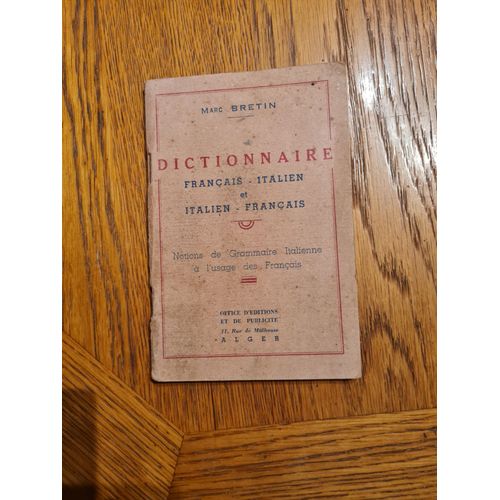 Marc BRETIN
DICTIONNAIRE
FRANÇAIS - ITALIEN
et
ITALIEN - FRANÇAIS
Notions de Grammaire Italienne
à l'usage des Français
OFFICE D'EDITIONS
ET DE PUBLICITÉ
11, Rue de Mulhouse
ALGER